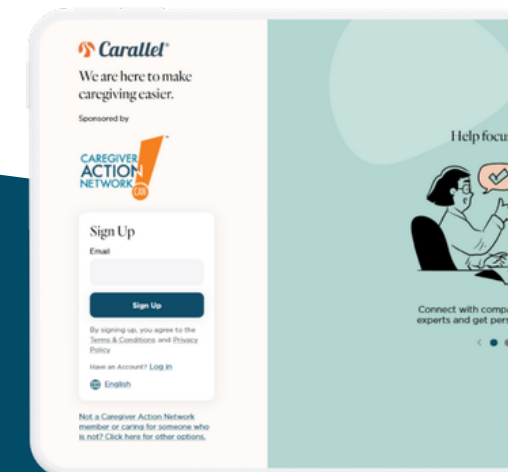 Carallel
We are here to make
caregiving easier.
Sponsored by
CAREGIVER
ACTION
NETWORK
CAN
Sign Up
Email
Sign Up
By signing up, you agree to the
Terms & Conditions and Privacy
Policy
Have an Account? Log in
English
Not a Caregiver Action Network
member or caring for someone who
is not? Click here for other options.
Help focu
Connect with comp
experts and get per